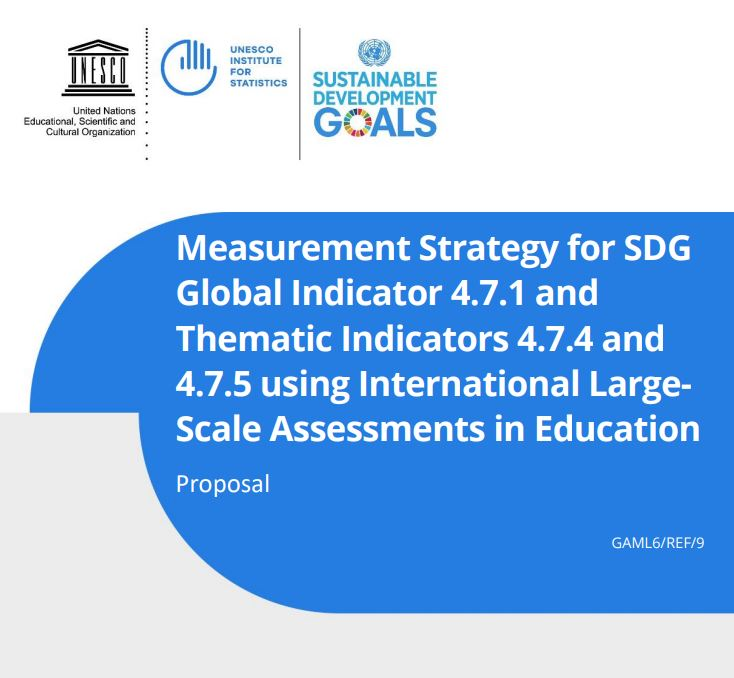 UNESCO
United Nations
Educational, Scientific and
Cultural Organization
UNESCO
INSTITUTE
FOR
STATISTICS
SUSTAINABLE
DEVELOPMENT
GOALS
Measurement Strategy for SDG
Global Indicator 4.7.1 and
Thematic Indicators 4.7.4 and
4.7.5 using International Large-
Scale Assessments in Education
Proposal
GAML6/REF/9